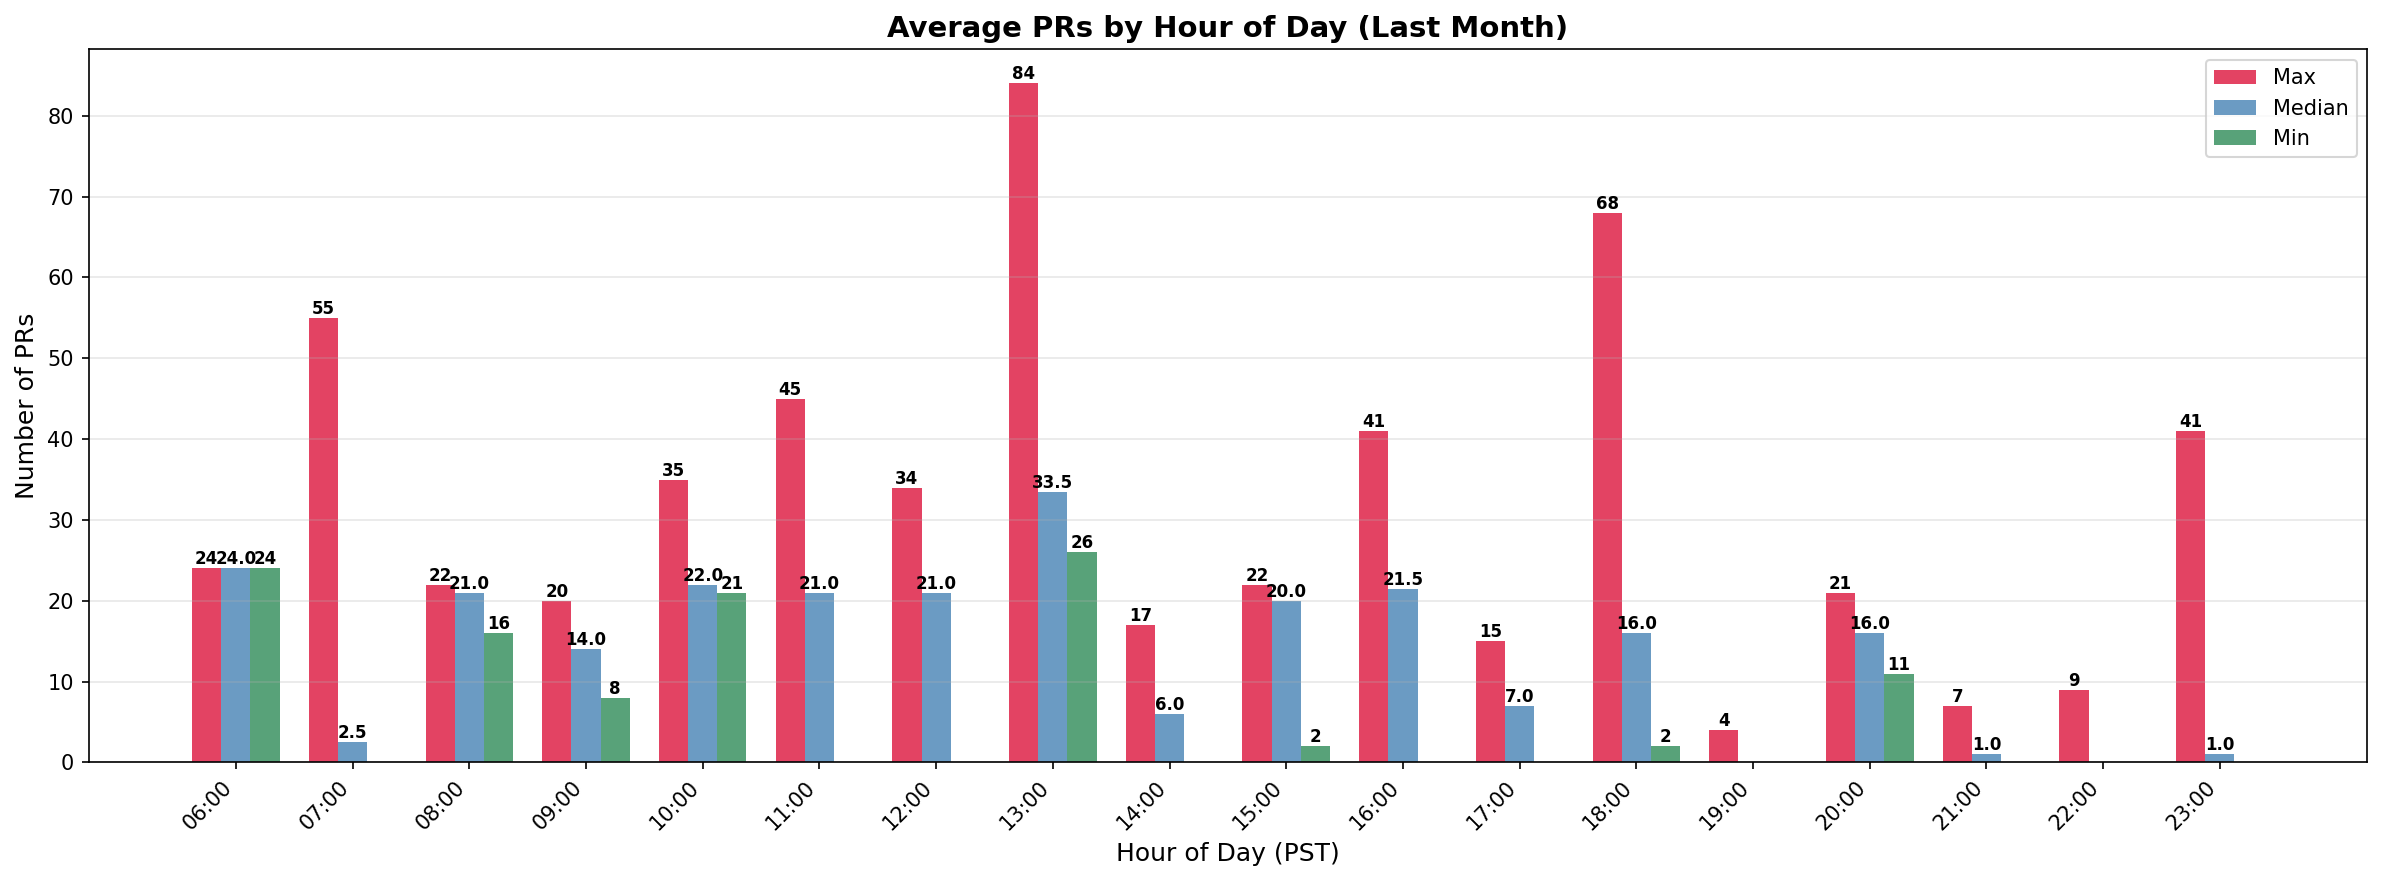 Average PRs by Hour of Day (Last Month)
Max
Median
Min
Number of PRs
80
70
60
50
40
30
20
10
0
24 24.0 24
55 2.5
22 21.0 16
20 14.0 8
35 22.0 21
45 21.0
34 21.0
84 33.5 26
17 6.0
22 20.0 2
41 21.5
15 7.0
68 16.0 2
4
21 16.0 11
7 1.0
9
41 1.0
06:00 07:00 08:00 09:00 10:00 11:00 12:00 13:00 14:00 15:00 16:00 17:00 18:00 19:00 20:00 21:00 22:00 23:00
Hour of Day (PST)